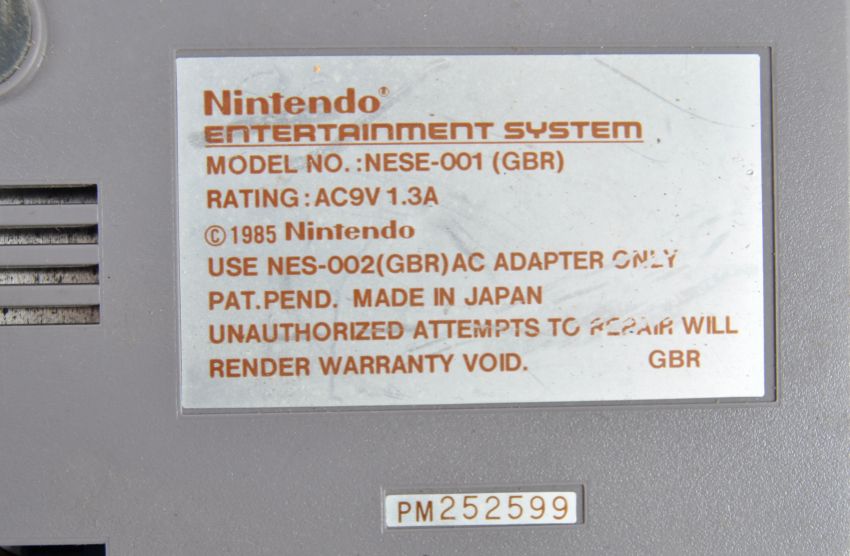 Nintendo®
ENTERTAINMENT SYSTEM
MODEL NO.:NESE-001 (GBR)
RATING:AC9V 1.3A
©1985 Nintendo
USE NES-002(GBR)AC ADAPTER ONLY
PAT.PEND. MADE IN JAPAN
UNAUTHORIZED ATTEMPTS TO REPAIR WILL
RENDER WARRANTY VOID. GBR
PM252599